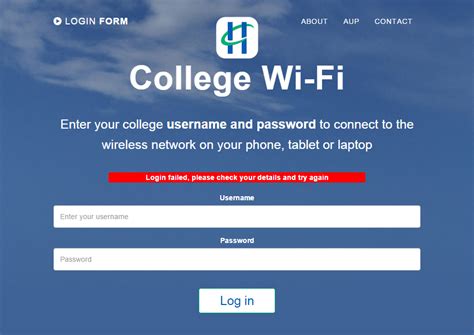 LOGIN FORM
ABOUT AUP CONTACT
College Wi-Fi
Enter your college username and password to connect to the
wireless network on your phone, tablet or laptop
Login failed, please check your details and try again
Username
Enter your username
Password
Password
Log in